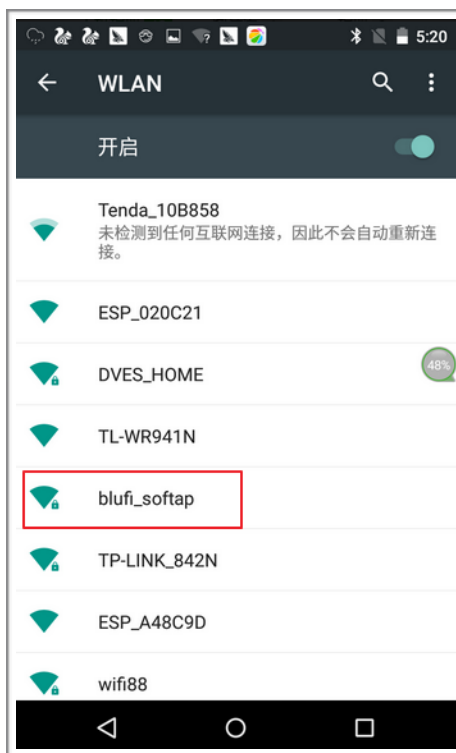 5:20
WLAN
开启
Tenda_10B858
未检测到任何互联网连接，因此不会自动重新连
接。
ESP_020C21
DVES_HOME
48%
TL-WR941N
blufi_softap
TP-LINK_842N
ESP_A48C9D
wifi88